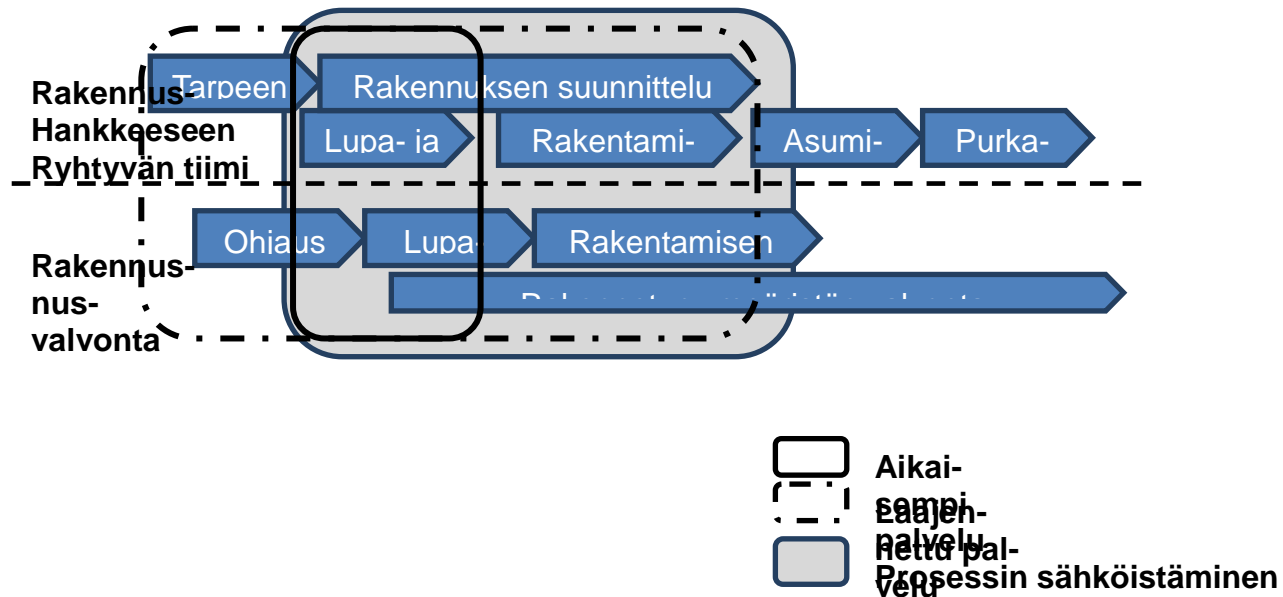 Tarpeen
Rakennuksen suunnittelu
Rakennus-
Hankkeeseen
Ryhtyvän tiimi
Lupa- ja
Rakentami-
Asumi-
Purka-
Ohjaus
Lupa-
Rakentamisen
Rakennus-
nus-
valvonta
Aikai-
sempi
palvelu
Laajen-
nettu pal-
velu
Prosessin sähköistäminen